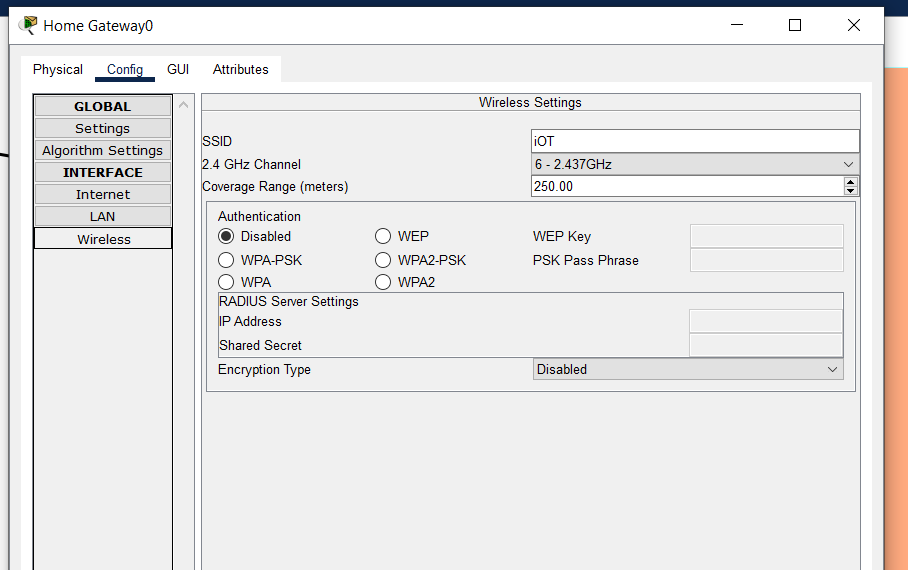 Home Gateway0
Physical Config GUI Attributes
GLOBAL
Settings
Algorithm Settings
INTERFACE
Internet
LAN
Wireless
Wireless Settings
SSID iOT
2.4 GHz Channel 6 - 2.437GHz
Coverage Range (meters) 250.00
Authentication
Disabled WEP WEP Key
WPA-PSK WPA2-PSK PSK Pass Phrase
WPA WPA2
RADIUS Server Settings
IP Address
Shared Secret
Encryption Type Disabled